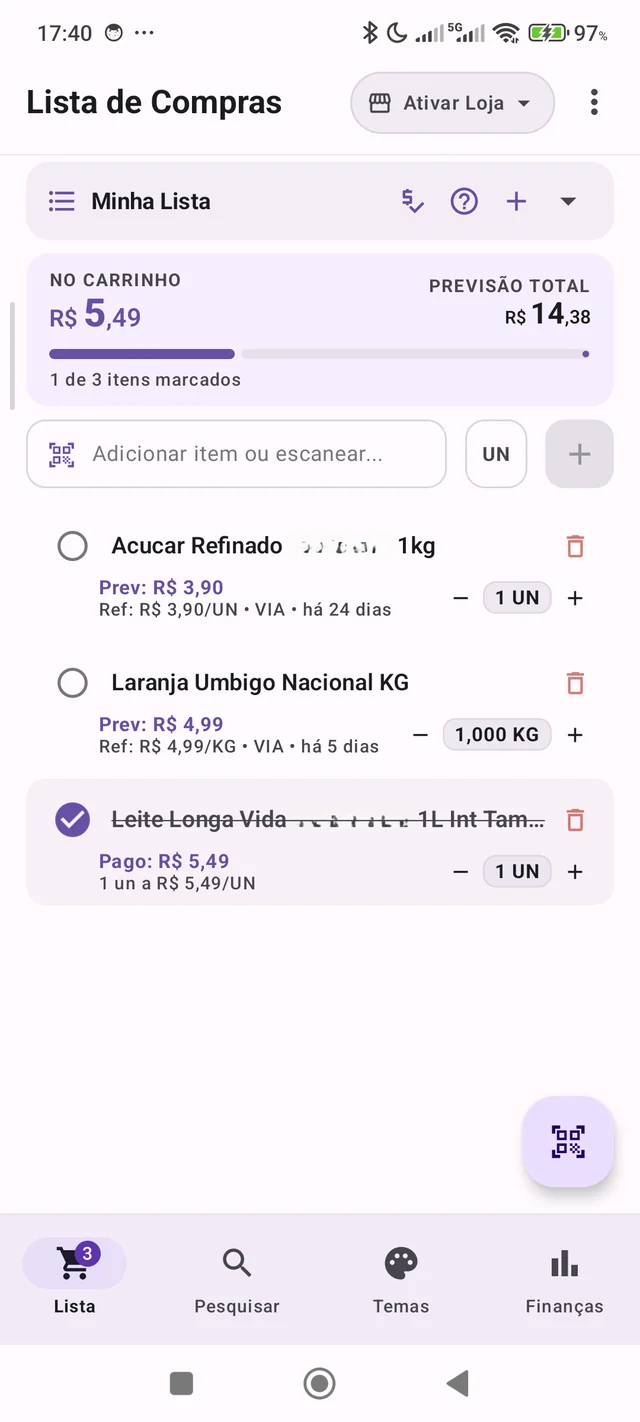 17:40 ... 5G 97%
Lista de Compras Ativar Loja
Minha Lista
NO CARRINHO
R$ 5,49
PREVISÃO TOTAL
R$ 14,38
1 de 3 itens marcados
Adicionar item ou escanear... UN +
Acucar Refinado 1kg
Prev: R$ 3,90
Ref: R$ 3,90/UN • VIA • há 24 dias
− 1 UN +
Laranja Umbigo Nacional KG
Prev: R$ 4,99
Ref: R$ 4,99/KG • VIA • há 5 dias
− 1,000 KG +
Leite Longa Vida 1L Int Tam...
Pago: R$ 5,49
1 un a R$ 5,49/UN
− 1 UN +
3
Lista Pesquisar Temas Finanças